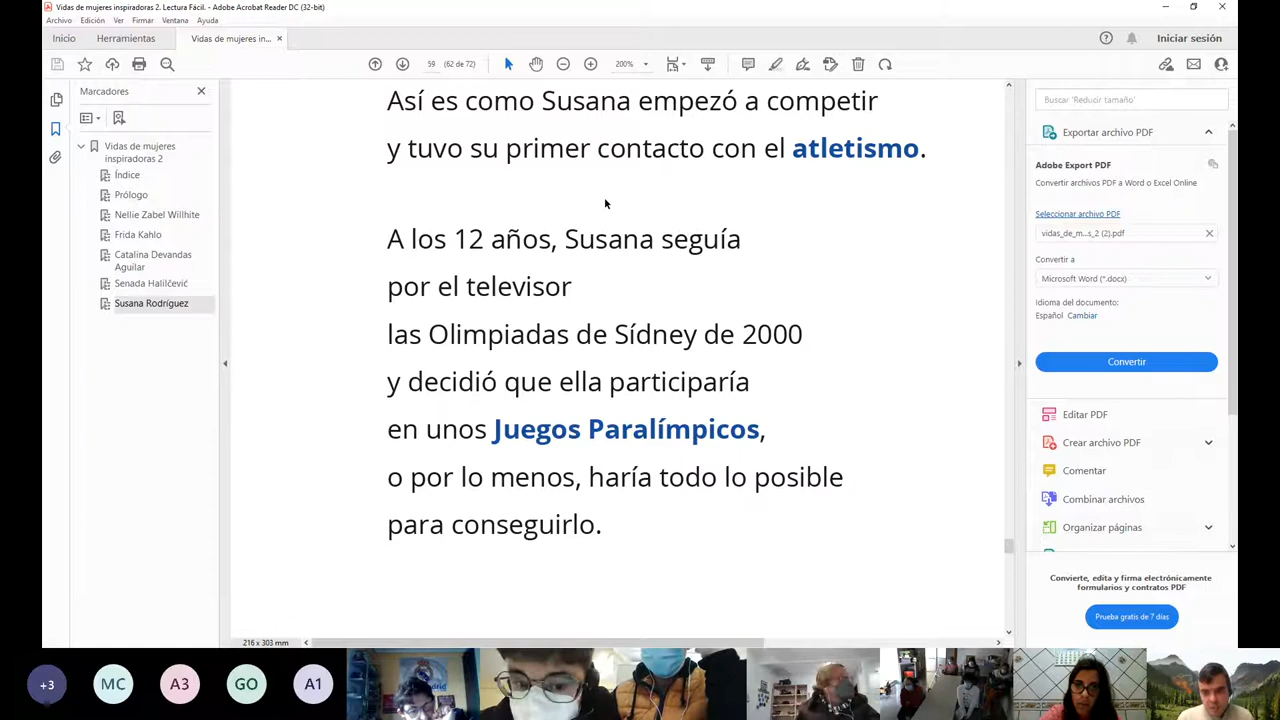 Vidas de mujeres inspiradoras 2. Lectura Fácil. - Adobe Acrobat Reader DC (32-bit)
Archivo Edición Ver Firmar Ventana Ayuda
Inicio Herramientas Vidas de mujeres in... × Iniciar sesión
59 (62 de 72) 200%
Marcadores
Vidas de mujeres
inspiradoras 2
Índice
Prólogo
Nellie Zabel Willhite
Frida Kahlo
Catalina Devandas
Aguilar
Senada Halilčević
Susana Rodríguez
Así es como Susana empezó a competir
y tuvo su primer contacto con el atletismo.
A los 12 años, Susana seguía
por el televisor
las Olimpiadas de Sídney de 2000
y decidió que ella participaría
en unos Juegos Paralímpicos,
o por lo menos, haría todo lo posible
para conseguirlo.
216 x 303 mm
Buscar 'Reducir tamaño'
Exportar archivo PDF
Adobe Export PDF
Convertir archivos PDF a Word o Excel Online
Seleccionar archivo PDF
vidas_de_m...s_2 (2).pdf
Convertir a
Microsoft Word (*.docx)
Idioma del documento:
Español Cambiar
Convertir
Editar PDF
Crear archivo PDF
Comentar
Combinar archivos
Organizar páginas
Convierte, edita y firma electrónicamente
formularios y contratos PDF
Prueba gratis de 7 días
+3 MC A3 GO A1